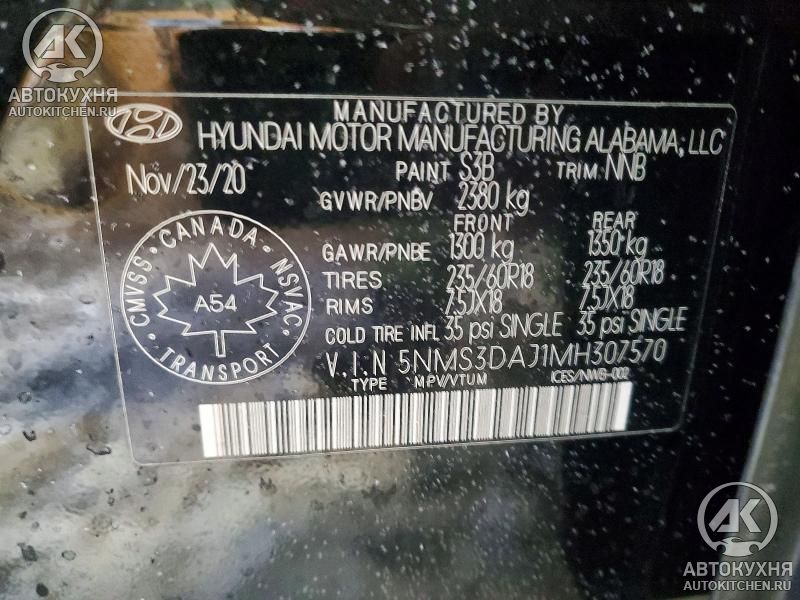 АВТОКУХНЯ
AUTOKITCHEN.RU
MANUFACTURED BY
HYUNDAI MOTOR MANUFACTURING ALABAMA, LLC
Nov/23/20 PAINT S3B TRIM NNB
GVWR/PNBV 2380 kg
FRONT REAR
GAWR/PNBE 1300 kg 1350 kg
TIRES 235/60R18 235/60R18
RIMS 7.5JX18 7.5JX18
COLD TIRE INFL 35 psi SINGLE 35 psi SINGLE
V.I.N 5NMS3DAJ1MH307570
TYPE MPV/VTUM ICES/NMB-002
CANADA
CMVSS NSVAC
A54
TRANSPORT
АВТОКУХНЯ
AUTOKITCHEN.RU